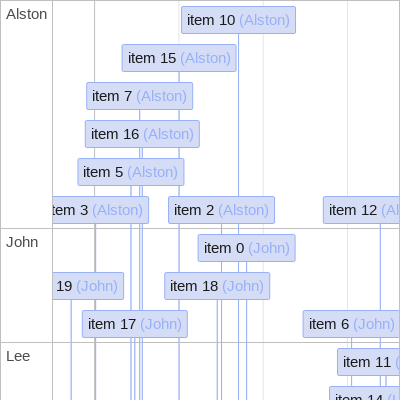 Alston
item 10 (Alston)
item 15 (Alston)
item 7 (Alston)
item 16 (Alston)
item 5 (Alston)
item 3 (Alston) item 2 (Alston) item 12 (Al
John
item 0 (John)
19 (John) item 18 (John)
item 17 (John) item 6 (John)
Lee
item 11 (
item 14 (L